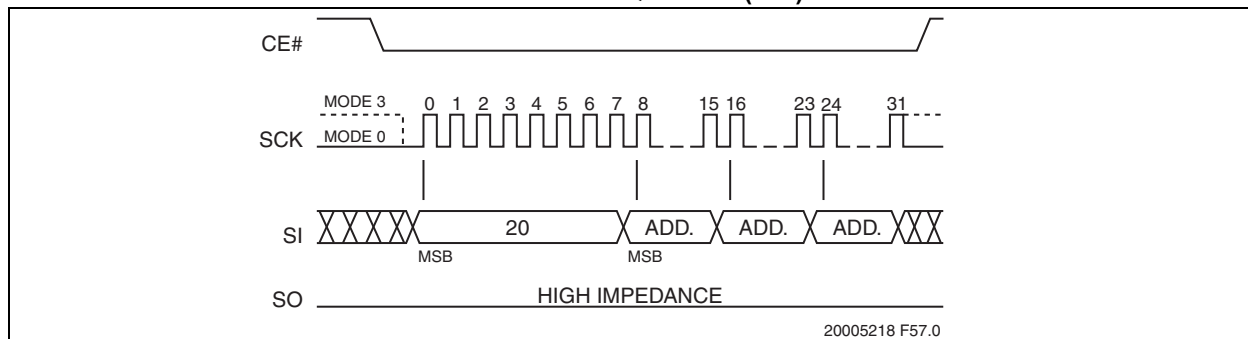 CE#
MODE 3 0 1 2 3 4 5 6 7 8 15 16 23 24 31
SCK MODE 0
SI 20 ADD. ADD. ADD.
MSB MSB
SO HIGH IMPEDANCE
20005218 F57.0